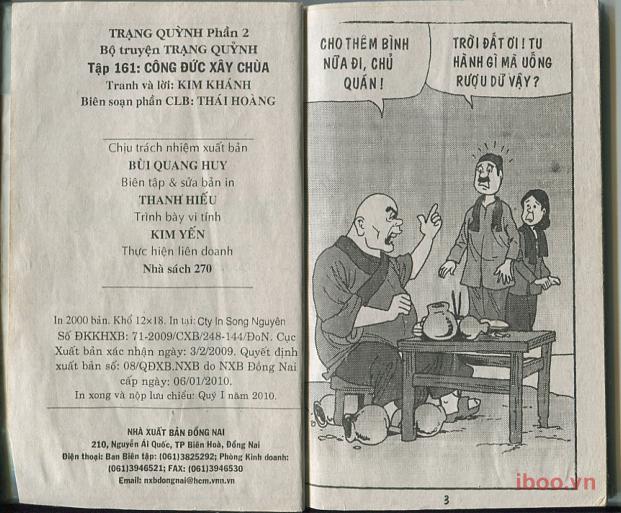 TRẠNG QUỲNH Phần 2
Bộ truyện TRẠNG QUỲNH
Tập 161: CÔNG ĐỨC XÂY CHÙA
Tranh và lời: KIM KHÁNH
Biên soạn phần CLB: THÁI HOÀNG
Chịu trách nhiệm xuất bản
BÙI QUANG HUY
Biên tập & sửa bản in
THANH HIẾU
Trình bày vi tính
KIM YẾN
Thực hiện liên doanh
Nhà sách 270
In 2000 bản. Khổ 12×18. In tại: Cty In Song Nguyên
Số ĐKKHXB: 71-2009/CXB/248-144/ĐoN. Cục
Xuất bản xác nhận ngày: 3/2/2009. Quyết định
xuất bản số: 08/QĐXB.NXB do NXB Đồng Nai
cấp ngày: 06/01/2010.
In xong và nộp lưu chiểu: Quý I năm 2010.
NHÀ XUẤT BẢN ĐỒNG NAI
210, Nguyễn Ái Quốc, TP Biên Hoà, Đồng Nai
Điện thoại: Ban Biên tập: (061)3825292; Phòng Kinh doanh:
(061)3946521; FAX: (061)3946530
Email: nxbdongnai@hcm.vnn.vn
CHO THÊM BÌNH
NỮA ĐI, CHỦ
QUÁN!
TRỜI ĐẤT ƠI! TU
HÀNH GÌ MÀ UỐNG
RƯỢU DỮ VẬY?
3
iboo.vn